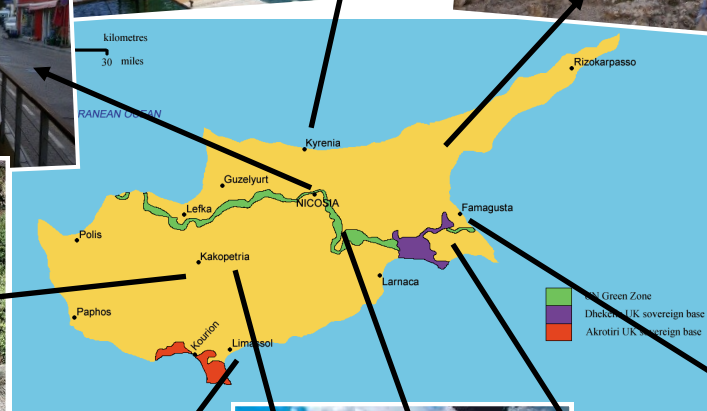 kilometres
30 miles
RANEAN OCEAN
Rizokarpasso
Kyrenia
Guzelyurt
NICOSIA
Lefka
Famagusta
Polis
Kakopetria
Larnaca
Paphos
Kourion
Limassol
UN Green Zone
Dhekelia UK sovereign base
Akrotiri UK sovereign base